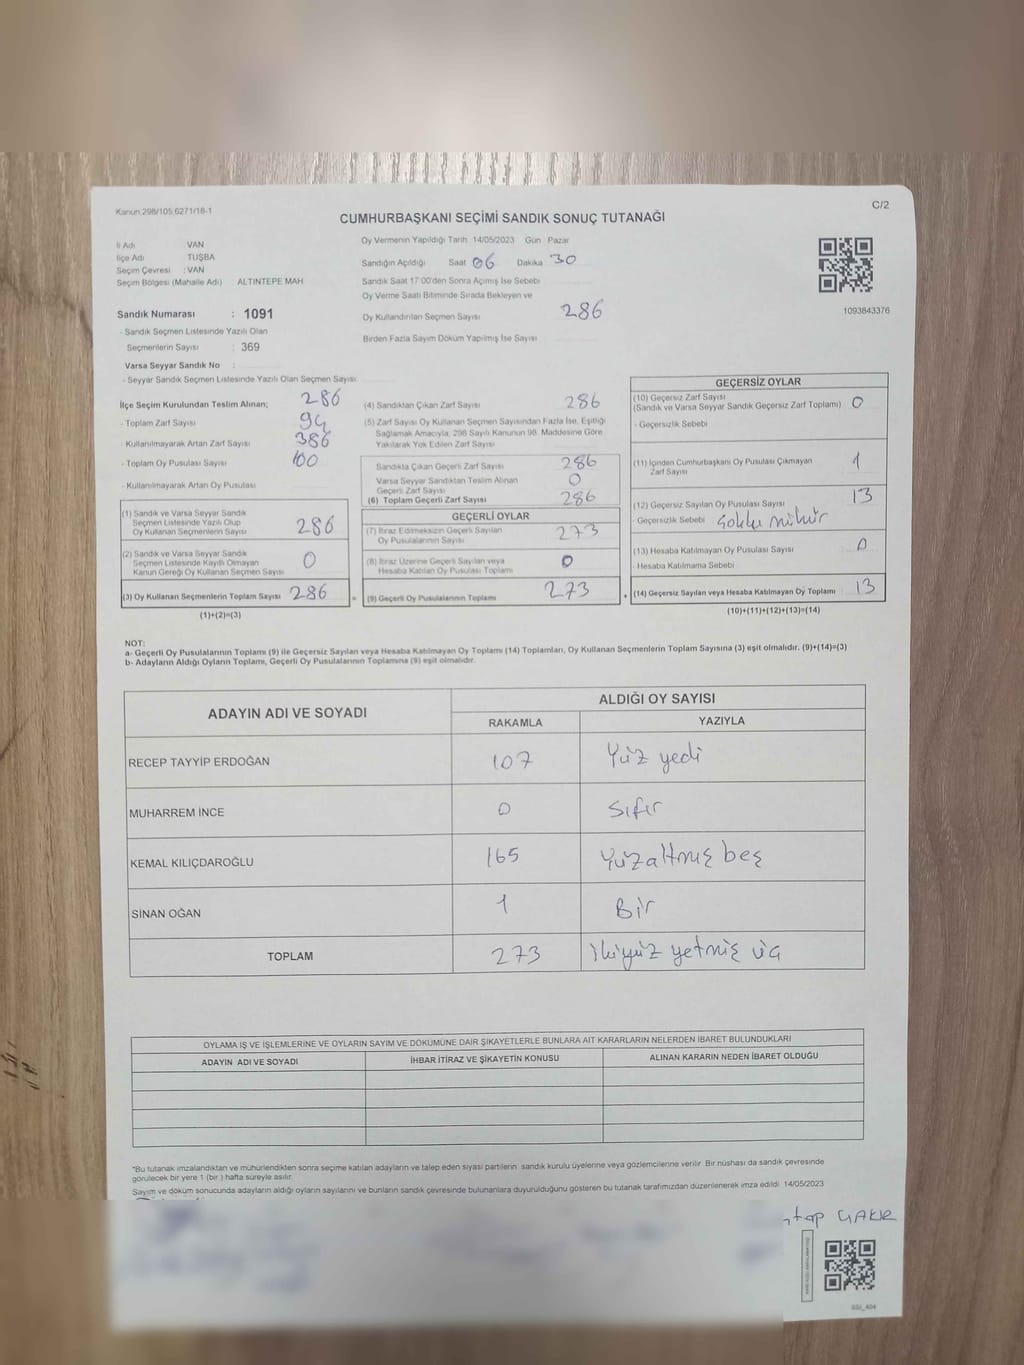 Kanun 298/105,6271/18-1
C/2
CUMHURBAŞKANI SEÇİMİ SANDIK SONUÇ TUTANAĞI
İl Adı VAN
İlçe Adı TUŞBA
Seçim Çevresi : VAN
Seçim Bölgesi (Mahalle Adı) ALTINTEPE MAH
Sandık Numarası : 1091
- Sandık Seçmen Listesinde Yazılı Olan
Seçmenlerin Sayısı : 369
Varsa Seyyar Sandık No :
- Seyyar Sandık Seçmen Listesinde Yazılı Olan Seçmen Sayısı
Oy Vermenin Yapıldığı Tarih 14/05/2023 Gün Pazar
Sandığın Açıldığı Saat 06 Dakika 30
Sandık Saat 17:00'den Sonra Açılmış İse Sebebi
Oy Verme Saati Bitiminde Sırada Bekleyen ve
Oy Kullandırılan Seçmen Sayısı 286
Birden Fazla Sayım Döküm Yapılmış İse Sayısı
1093843376
İlçe Seçim Kurulundan Teslim Alınan; 286
- Toplam Zarf Sayısı 94
- Kullanılmayarak Artan Zarf Sayısı 386
- Toplam Oy Pusulası Sayısı 100
- Kullanılmayarak Artan Oy Pusulası
(1) Sandık ve Varsa Seyyar Sandık
Seçmen Listesinde Yazılı Olup
Oy Kullanan Seçmenlerin Sayısı 286
(2) Sandık ve Varsa Seyyar Sandık
Seçmen Listesinde Kayıtlı Olmayan
Kanun Gereği Oy Kullanan Seçmen Sayısı 0
(3) Oy Kullanan Seçmenlerin Toplam Sayısı 286
(1)+(2)=(3)
(4) Sandıktan Çıkan Zarf Sayısı 286
(5) Zarf Sayısı Oy Kullanan Seçmen Sayısından Fazla İse, Eşitliği
Sağlamak Amacıyla, 298 Sayılı Kanunun 98. Maddesine Göre
Yakılarak Yok Edilen Zarf Sayısı
Sandıkta Çıkan Geçerli Zarf Sayısı 286
Varsa Seyyar Sandıktan Teslim Alınan
Geçerli Zarf Sayısı 0
(6) Toplam Geçerli Zarf Sayısı 286
GEÇERLİ OYLAR
(7) İtiraz Edilmeksizin Geçerli Sayılan
Oy Pusulalarının Sayısı 273
(8) İtiraz Üzerine Geçerli Sayılan veya
Hesaba Katılan Oy Pusulası Toplamı 0
= (9) Geçerli Oy Pusulalarının Toplamı 273
GEÇERSİZ OYLAR
(10) Geçersiz Zarf Sayısı
(Sandık ve Varsa Seyyar Sandık Geçersiz Zarf Toplamı) 0
- Geçersizlik Sebebi
(11) İçinden Cumhurbaşkanı Oy Pusulası Çıkmayan
Zarf Sayısı 1
(12) Geçersiz Sayılan Oy Pusulası Sayısı 13
- Geçersizlik Sebebi Çoklu mühür
(13) Hesaba Katılmayan Oy Pusulası Sayısı 0
- Hesaba Katılmama Sebebi
+ (14) Geçersiz Sayılan veya Hesaba Katılmayan Oy Toplamı 13
(10)+(11)+(12)+(13)=(14)
NOT:
a- Geçerli Oy Pusulalarının Toplamı (9) ile Geçersiz Sayılan veya Hesaba Katılmayan Oy Toplamı (14) Toplamları, Oy Kullanan Seçmenlerin Toplam Sayısına (3) eşit olmalıdır. (9)+(14)=(3)
b- Adayların Aldığı Oyların Toplamı, Geçerli Oy Pusulalarının Toplamına (9) eşit olmalıdır.
ADAYIN ADI VE SOYADI
ALDIĞI OY SAYISI
RAKAMLA YAZIYLA
RECEP TAYYİP ERDOĞAN 107 Yüz yedi
MUHARREM İNCE 0 Sıfır
KEMAL KILIÇDAROĞLU 165 Yüzaltmış beş
SİNAN OĞAN 1 Bir
TOPLAM 273 ikiyüz yetmiş üç
OYLAMA İŞ VE İŞLEMLERİNE VE OYLARIN SAYIM VE DÖKÜMÜNE DAİR ŞİKAYETLERLE BUNLARA AİT KARARLARIN NELERDEN İBARET BULUNDUKLARI
ADAYIN ADI VE SOYADI İHBAR İTİRAZ VE ŞİKAYETİN KONUSU ALINAN KARARIN NEDEN İBARET OLDUĞU
*Bu tutanak imzalandıktan ve mühürlendikten sonra seçime katılan adayların ve talep eden siyasi partilerin sandık kurulu üyelerine veya gözlemcilerine verilir. Bir nüshası da sandık çevresinde
görülecek bir yere 1 (bir) hafta süreyle asılır.
Sayım ve döküm sonucunda adayların aldığı oyların sayılarını ve bunların sandık çevresinde bulunanlara duyurulduğunu gösteren bu tutanak tarafımızdan düzenlenerek imza edildi. 14/05/2023
ÇAKIR